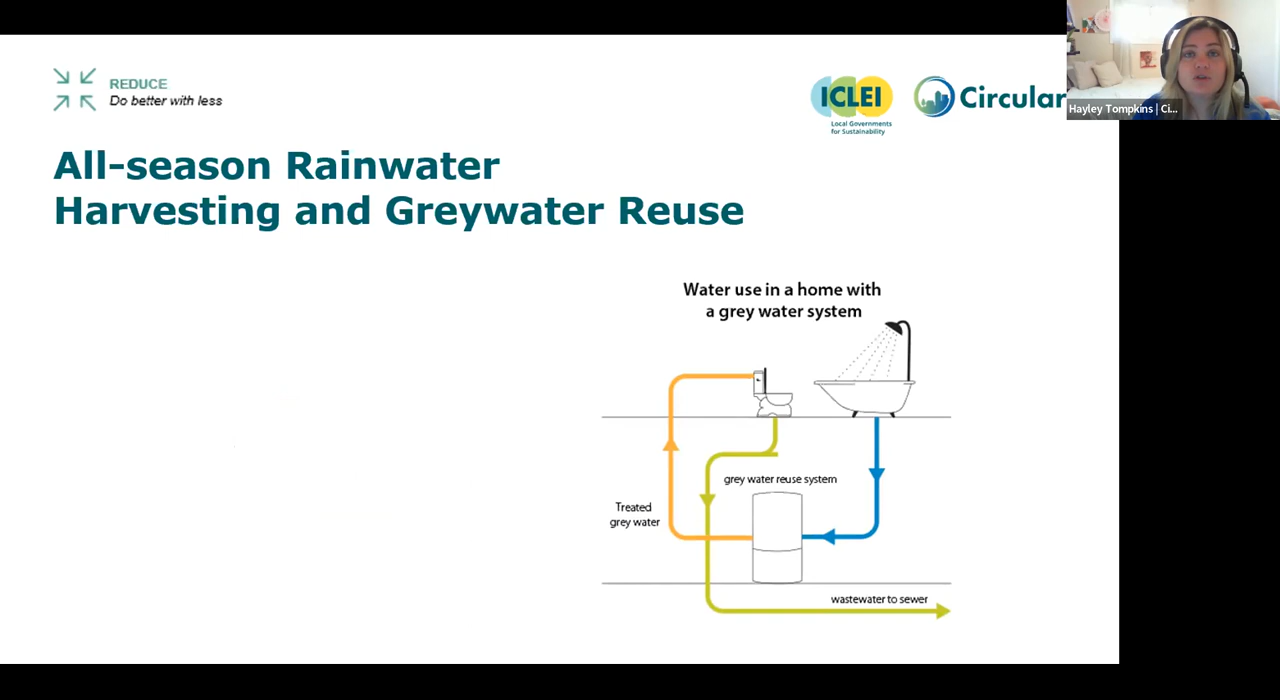 REDUCE
Do better with less
ICLEI
Local Governments
for Sustainability
Circular
Hayley Tompkins | Ci...
All-season Rainwater
Harvesting and Greywater Reuse
Water use in a home with
a grey water system
grey water reuse system
Treated
grey water
wastewater to sewer